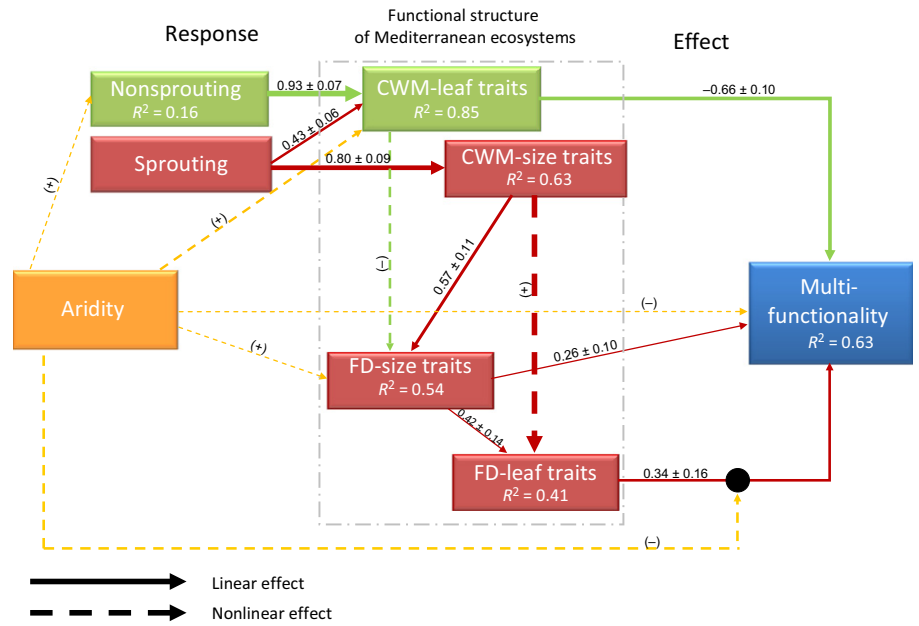 Response
Functional structure
of Mediterranean ecosystems
Effect
Nonsprouting
R² = 0.16
0.93 ± 0.07
CWM-leaf traits
R² = 0.85
−0.66 ± 0.10
0.43 ± 0.06
Sprouting
0.80 ± 0.09
CWM-size traits
R² = 0.63
(+)
(+)
(−)
0.57 ± 0.11
(+)
Aridity
(−)
Multi-
functionality
R² = 0.63
(+)
FD-size traits
R² = 0.54
0.26 ± 0.10
0.42 ± 0.14
FD-leaf traits
R² = 0.41
0.34 ± 0.16
(−)
Linear effect
Nonlinear effect